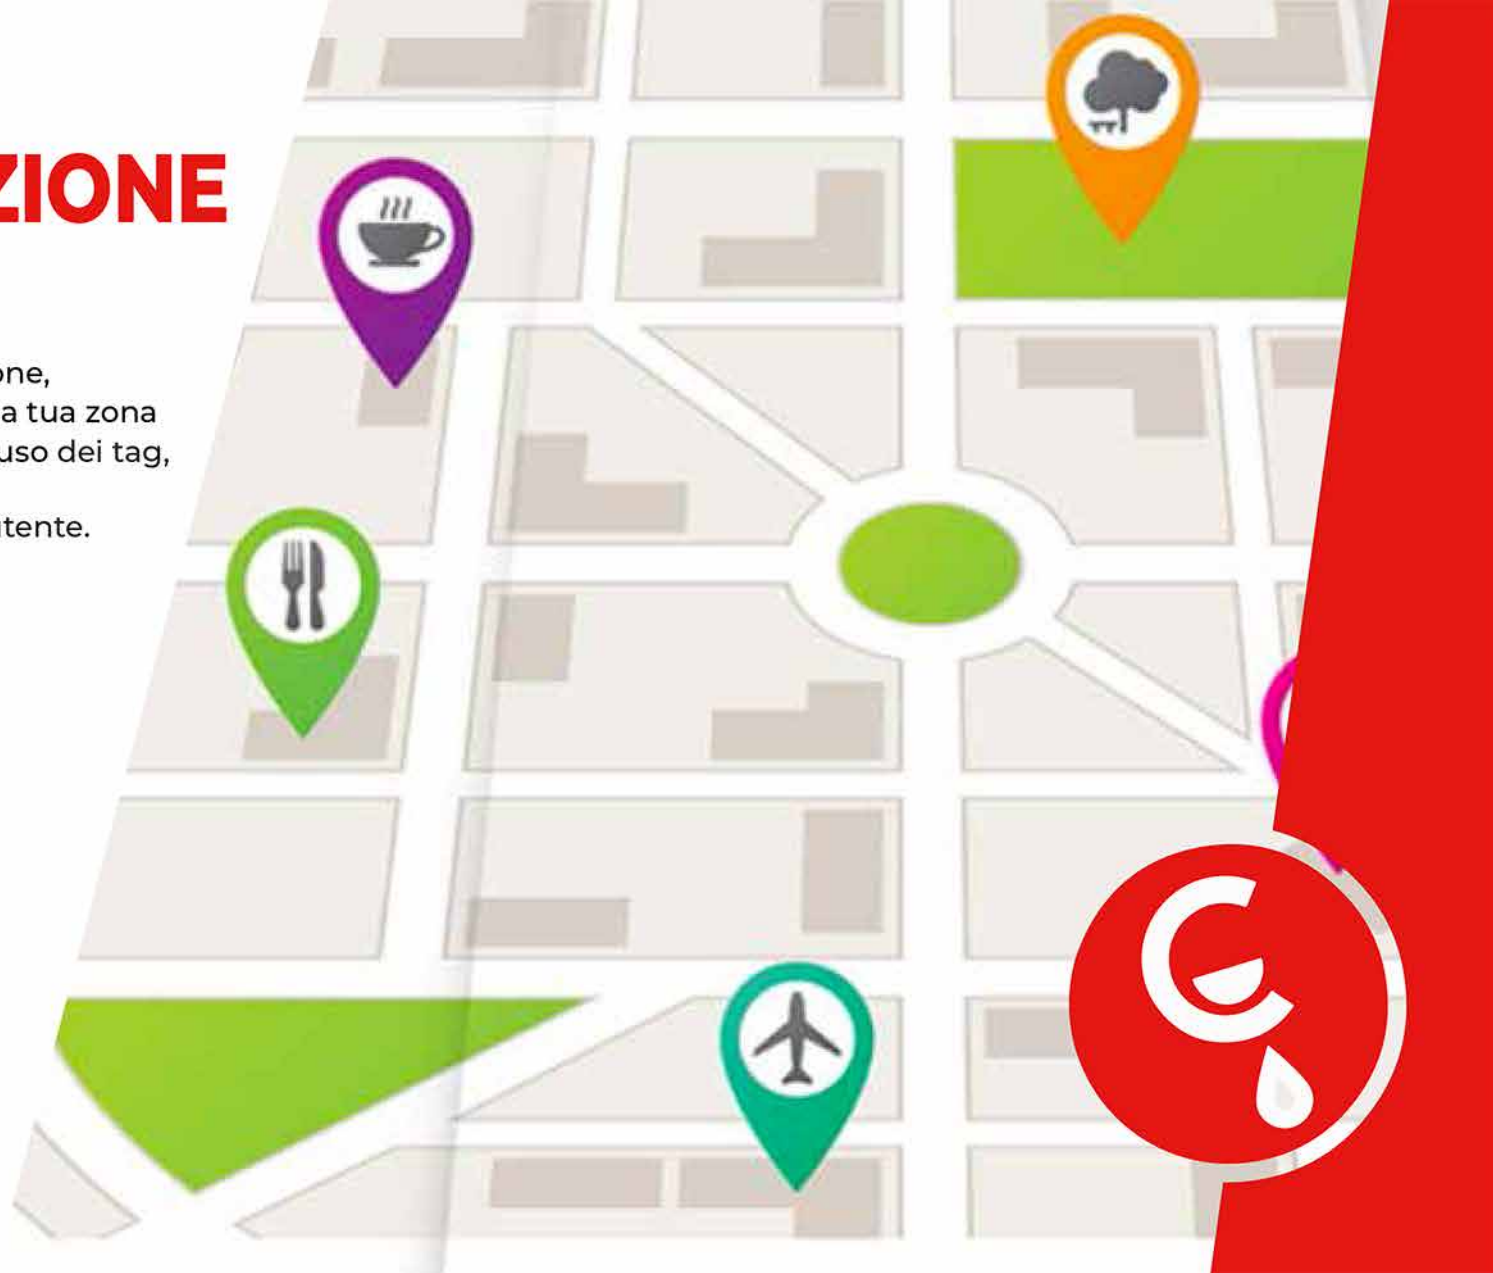 ZIONE
one,
a tua zona
uso dei tag,
tente.